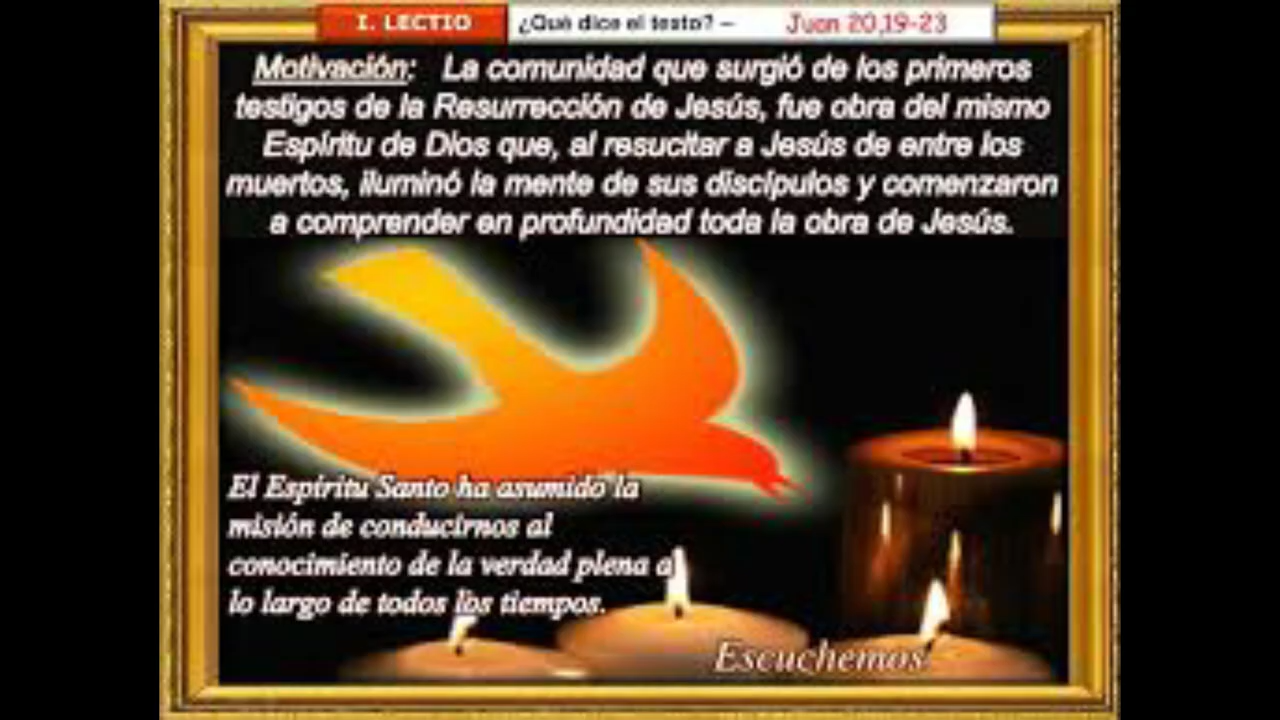 I. LECTIO ¿Qué dice el texto? – Juan 20,19-23
Motivación: La comunidad que surgió de los primeros
testigos de la Resurrección de Jesús, fue obra del mismo
Espíritu de Dios que, al resucitar a Jesús de entre los
muertos, iluminó la mente de sus discípulos y comenzaron
a comprender en profundidad toda la obra de Jesús.
El Espíritu Santo ha asumido la
misión de conducirnos al
conocimiento de la verdad plena a
lo largo de todos los tiempos.
Escuchemos